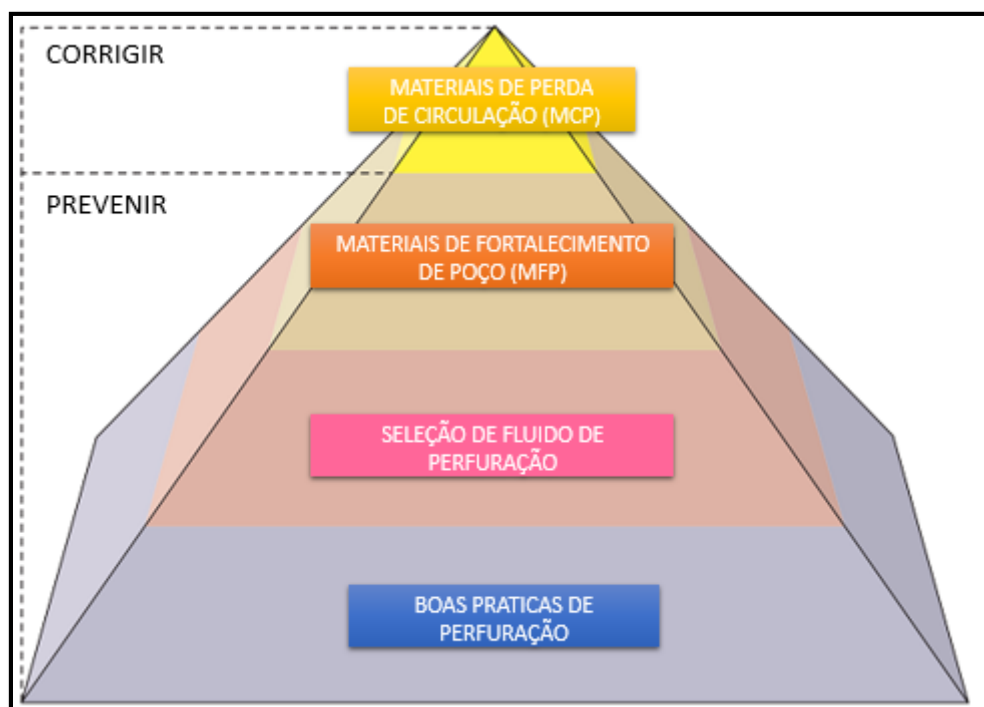 CORRIGIR
MATERIAIS DE PERDA
DE CIRCULAÇÃO (MCP)
PREVENIR
MATERIAIS DE FORTALECIMENTO
DE POÇO (MFP)
SELEÇÃO DE FLUIDO DE
PERFURAÇÃO
BOAS PRATICAS DE
PERFURAÇÃO